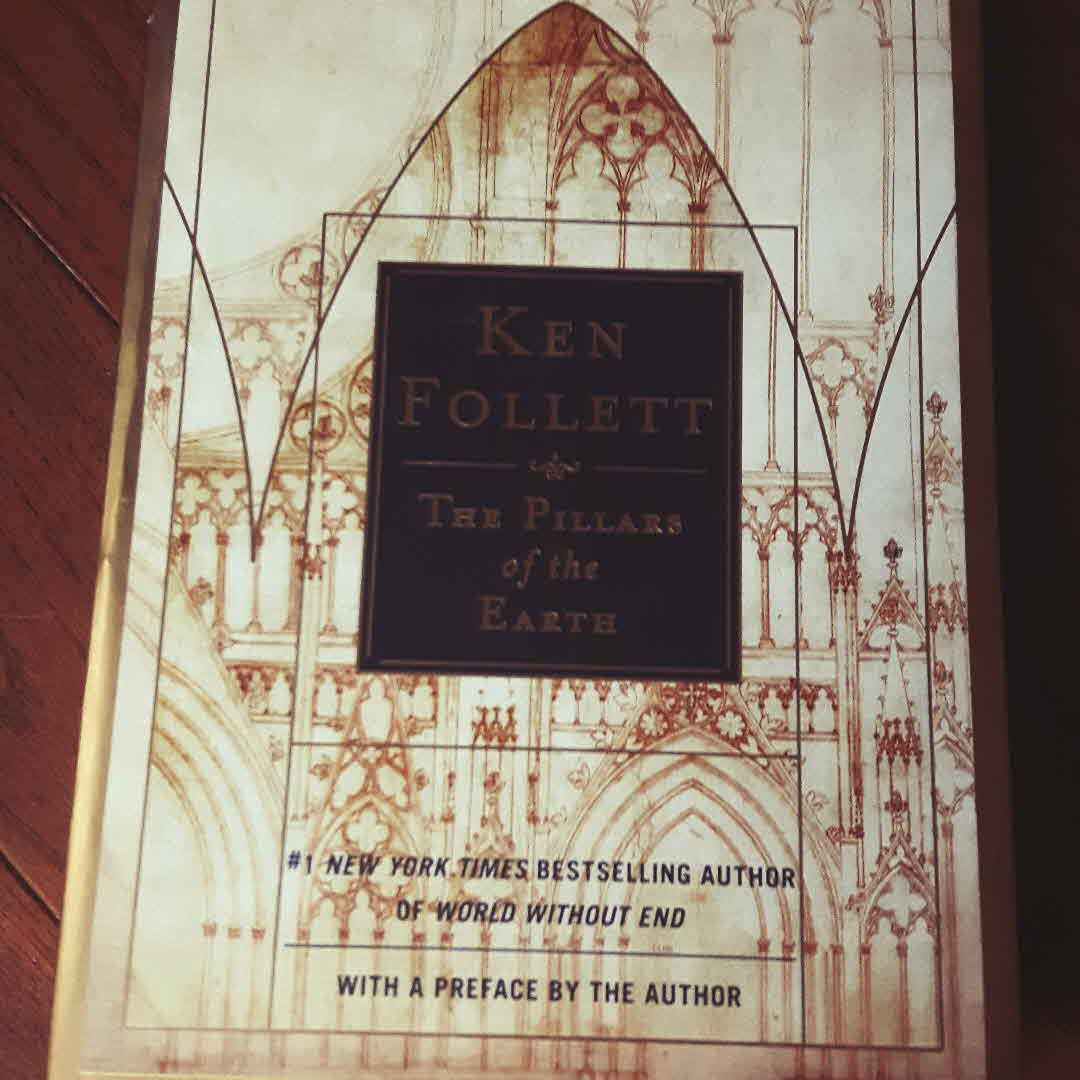 KEN
FOLLETT
THE PILLARS
of the
EARTH
#1 NEW YORK TIMES BESTSELLING AUTHOR
OF WORLD WITHOUT END
WITH A PREFACE BY THE AUTHOR